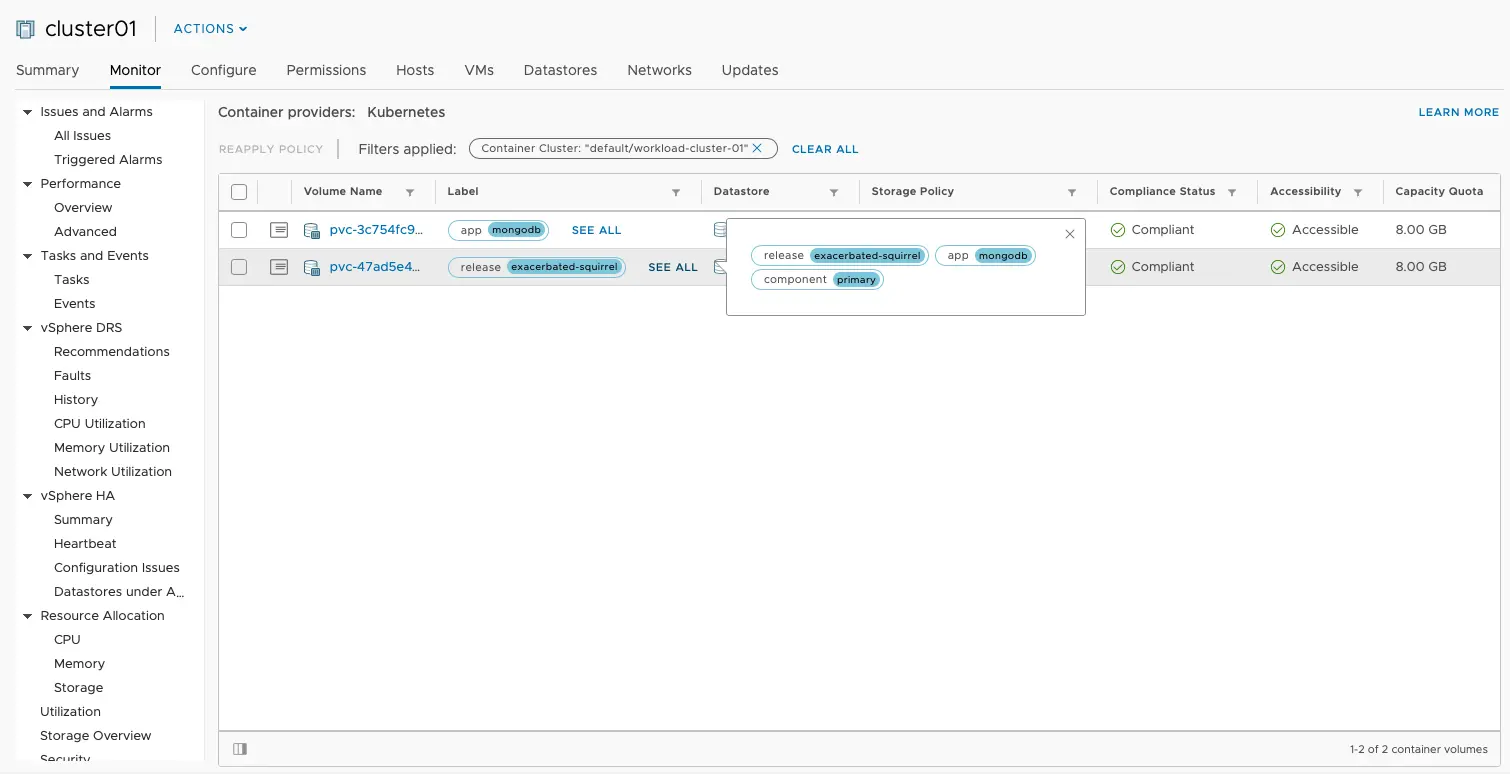 cluster01 ACTIONS
Summary Monitor Configure Permissions Hosts VMs Datastores Networks Updates
Issues and Alarms
All Issues
Triggered Alarms
Performance
Overview
Advanced
Tasks and Events
Tasks
Events
vSphere DRS
Recommendations
Faults
History
CPU Utilization
Memory Utilization
Network Utilization
vSphere HA
Summary
Heartbeat
Configuration Issues
Datastores under A...
Resource Allocation
CPU
Memory
Storage
Utilization
Storage Overview
Security
Container providers: Kubernetes LEARN MORE
REAPPLY POLICY Filters applied: Container Cluster: "default/workload-cluster-01" CLEAR ALL
Volume Name Label Datastore Storage Policy Compliance Status Accessibility Capacity Quota
pvc-3c754fc9... app mongodb SEE ALL Compliant Accessible 8.00 GB
pvc-47ad5e4... release exacerbated-squirrel SEE ALL Compliant Accessible 8.00 GB
release exacerbated-squirrel app mongodb
component primary
1-2 of 2 container volumes